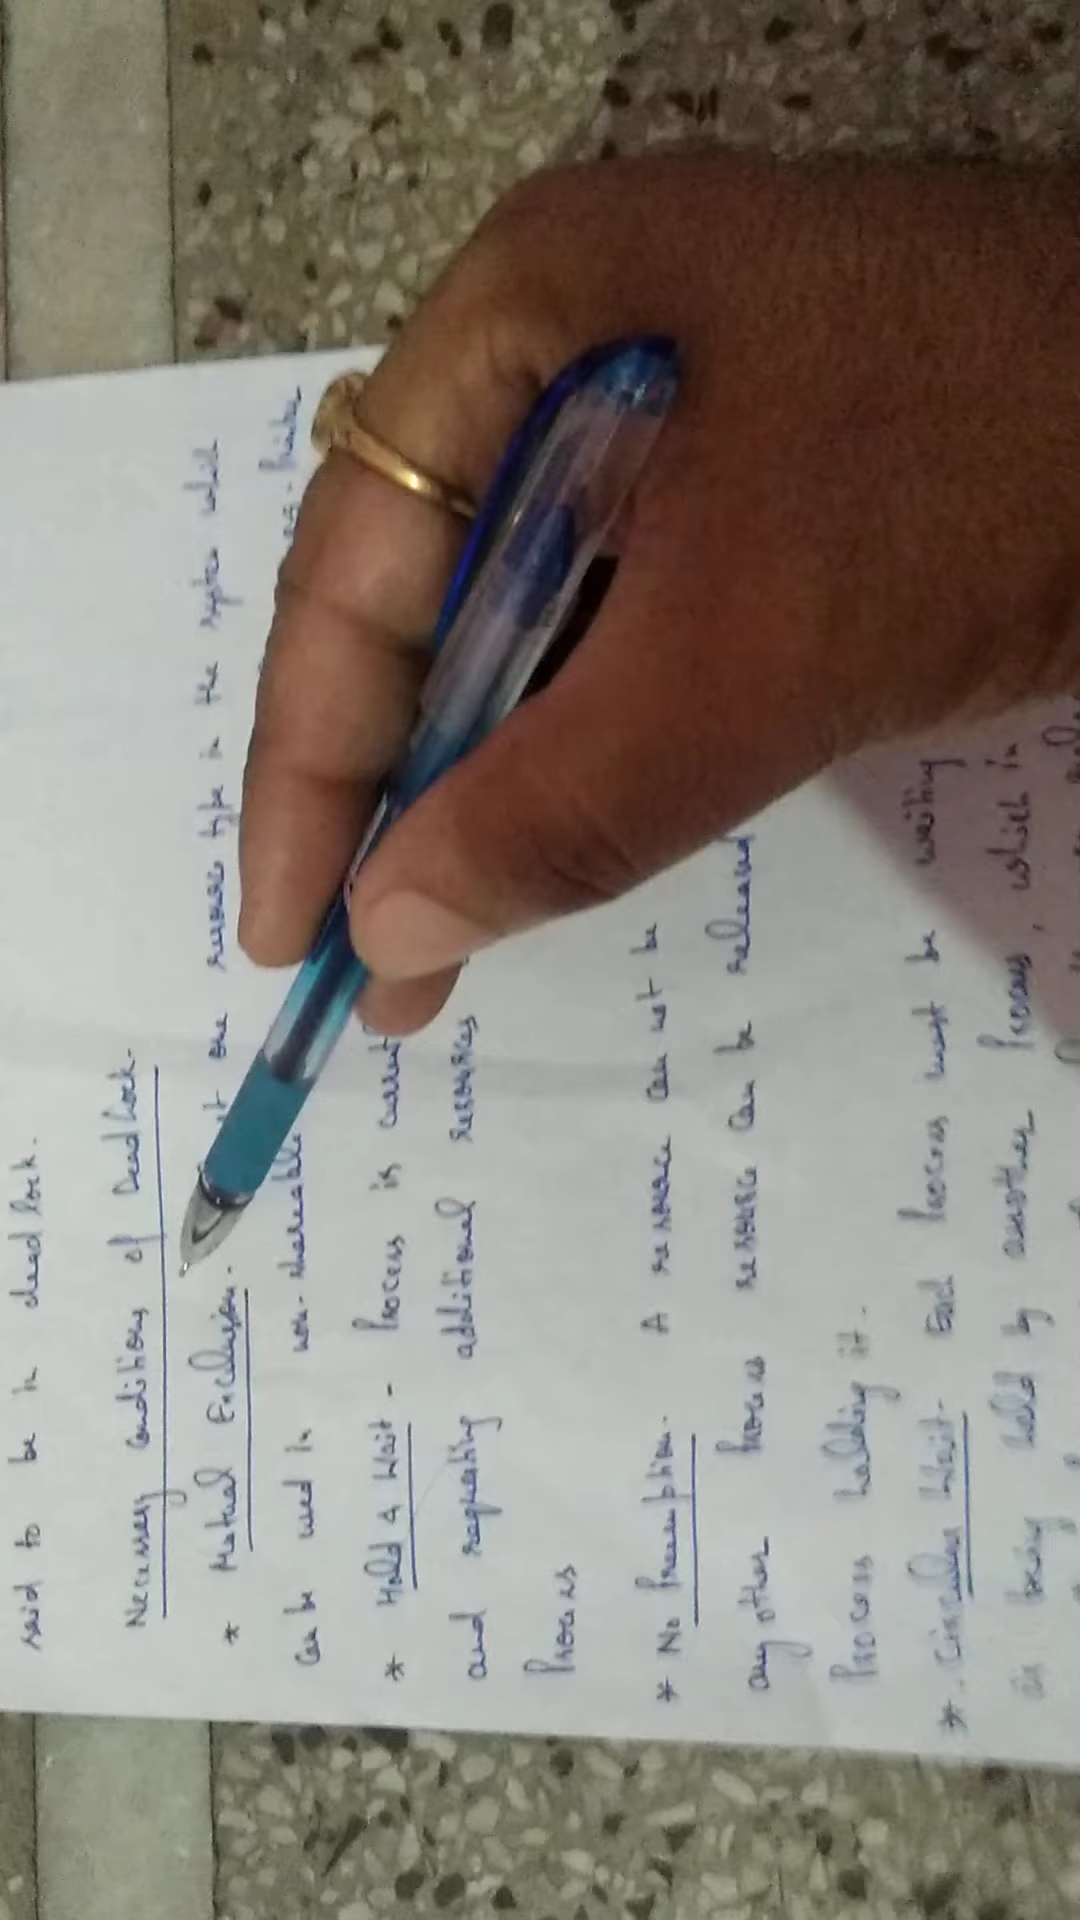 said to be in dead lock.
Necessary Conditions of Dead Lock-
* Mutual Exclusion. one resource type in the system which
Can be used in non-shareable
* Hold & Wait - Process is
and requesting additional resources
Process
* No Preemption. A resource can not be
any other Process resource can be released
Process holding it.
* Circular Wait- Each Process must be waiting
being held by another Process, which in